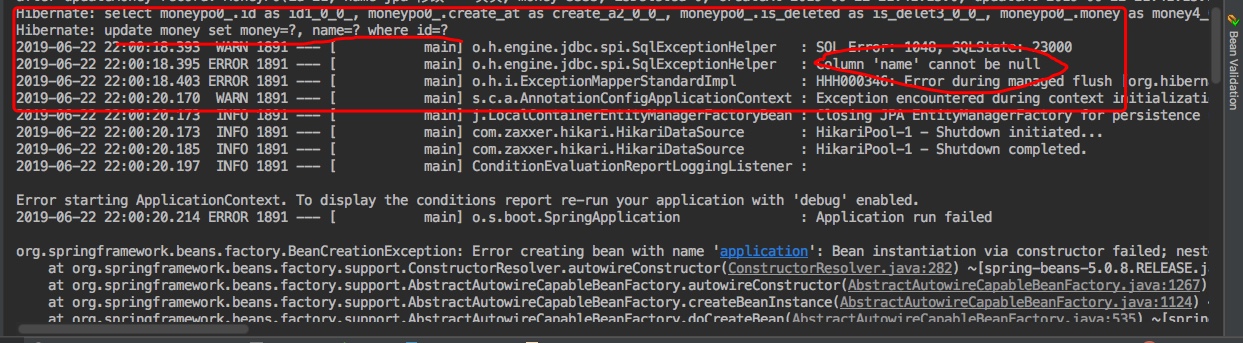 Hibernate: select moneypo0_.id as id1_0_0_, moneypo0_.create_at as create_a2_0_0_, moneypo0_.is_deleted as is_delet3_0_0_, moneypo0_.money as money4_
Hibernate: update money set money=?, name=? where id=?
2019-06-22 22:00:18.393  WARN 1891 --- [           main] o.h.engine.jdbc.spi.SqlExceptionHelper   : SQL Error: 1048, SQLState: 23000
2019-06-22 22:00:18.395 ERROR 1891 --- [           main] o.h.engine.jdbc.spi.SqlExceptionHelper   : Column 'name' cannot be null
2019-06-22 22:00:18.403 ERROR 1891 --- [           main] o.h.i.ExceptionMapperStandardImpl        : HHH000346: Error during managed flush [org.hibern
2019-06-22 22:00:20.170  WARN 1891 --- [           main] s.c.a.AnnotationConfigApplicationContext : Exception encountered during context initializati
2019-06-22 22:00:20.173  INFO 1891 --- [           main] j.LocalContainerEntityManagerFactoryBean : Closing JPA EntityManagerFactory for persistence
2019-06-22 22:00:20.173  INFO 1891 --- [           main] com.zaxxer.hikari.HikariDataSource       : HikariPool-1 - Shutdown initiated...
2019-06-22 22:00:20.185  INFO 1891 --- [           main] com.zaxxer.hikari.HikariDataSource       : HikariPool-1 - Shutdown completed.
2019-06-22 22:00:20.197  INFO 1891 --- [           main] ConditionEvaluationReportLoggingListener :
Error starting ApplicationContext. To display the conditions report re-run your application with 'debug' enabled.
2019-06-22 22:00:20.214 ERROR 1891 --- [           main] o.s.boot.SpringApplication               : Application run failed
org.springframework.beans.factory.BeanCreationException: Error creating bean with name 'application': Bean instantiation via constructor failed; neste
at org.springframework.beans.factory.support.ConstructorResolver.autowireConstructor(ConstructorResolver.java:282) ~[spring-beans-5.0.8.RELEASE.j
at org.springframework.beans.factory.support.AbstractAutowireCapableBeanFactory.autowireConstructor(AbstractAutowireCapableBeanFactory.java:1267)
at org.springframework.beans.factory.support.AbstractAutowireCapableBeanFactory.createBeanInstance(AbstractAutowireCapableBeanFactory.java:1124) ~
at org.springframework.beans.factory.support.AbstractAutowireCapableBeanFactory.doCreateBean(AbstractAutowireCapableBeanFactory.java:535) ~[sprin
Bean Validation